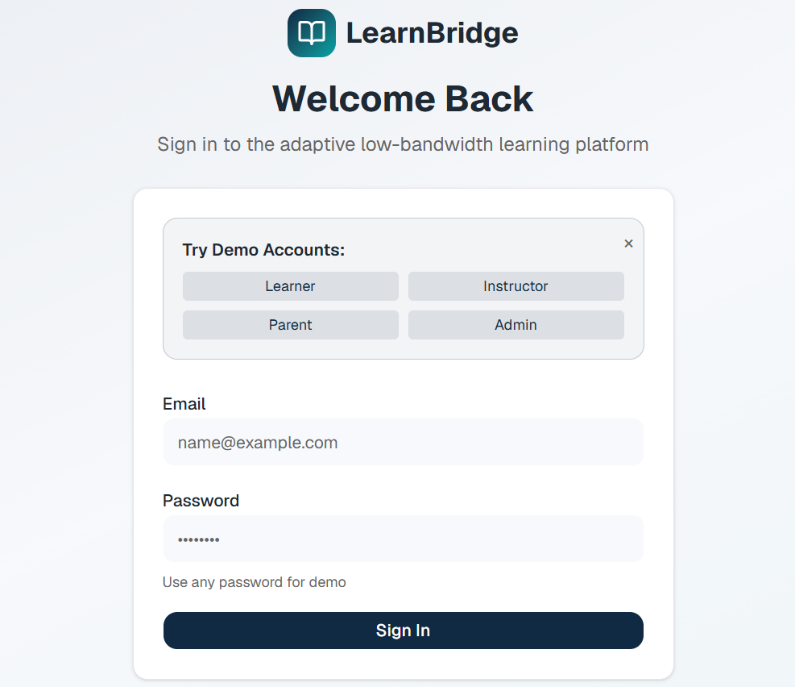 LearnBridge
Welcome Back
Sign in to the adaptive low-bandwidth learning platform
Try Demo Accounts:
×
Learner
Instructor
Parent
Admin
Email
name@example.com
Password
••••••••
Use any password for demo
Sign In